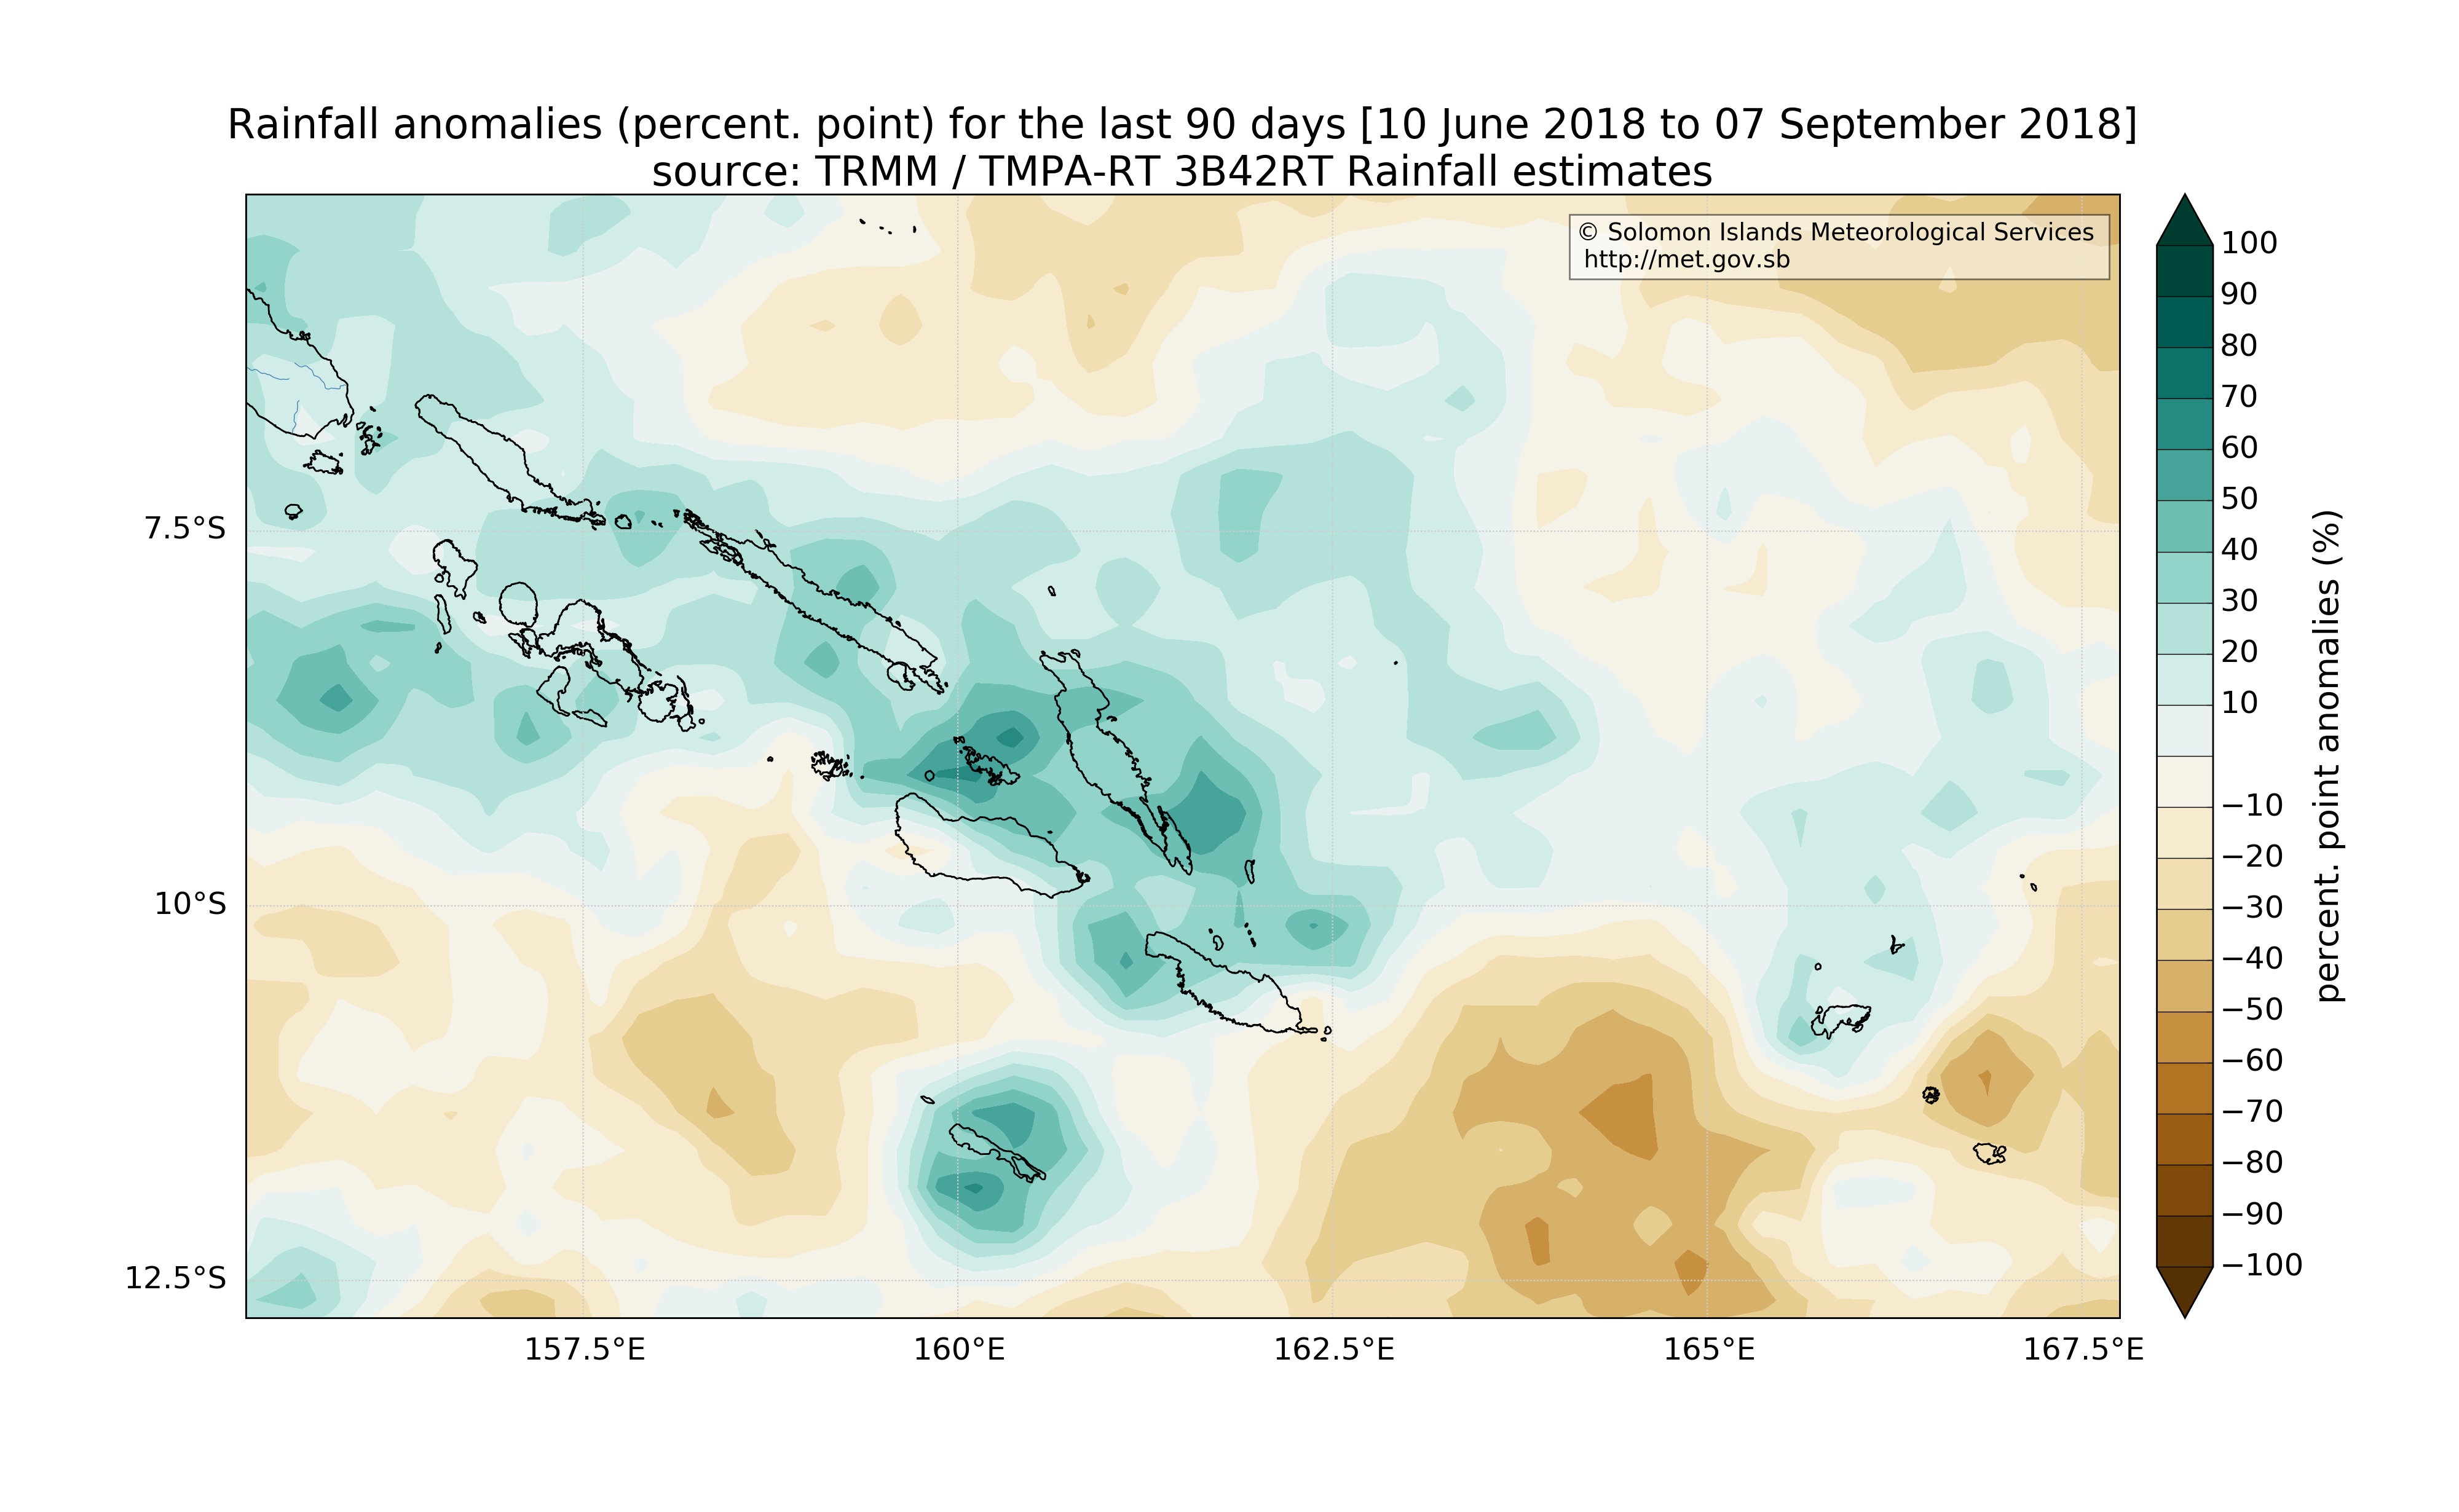 Rainfall anomalies (percent. point) for the last 90 days [10 June 2018 to 07 September 2018]
source: TRMM / TMPA-RT 3B42RT Rainfall estimates
© Solomon Islands Meteorological Services
http://met.gov.sb
7.5°S
10°S
12.5°S
157.5°E
160°E
162.5°E
165°E
167.5°E
100
90
80
70
60
50
40
30
20
10
−10
−20
−30
−40
−50
−60
−70
−80
−90
−100
percent. point anomalies (%)